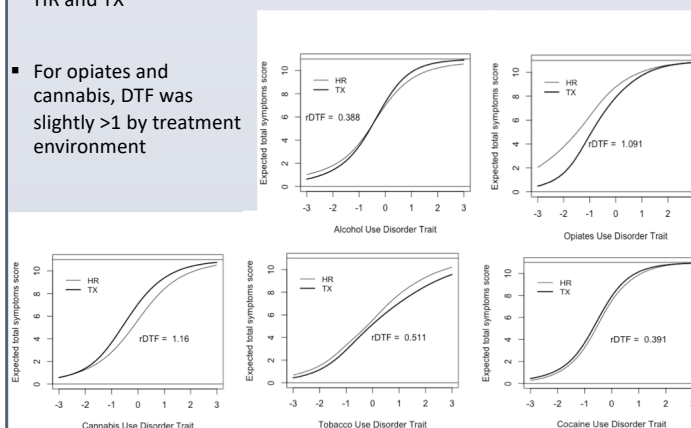 HR and TX
▪ For opiates and
cannabis, DTF was
slightly >1 by treatment
environment
Expected total symptoms score
0 2 4 6 8 10
HR
TX
rDTF = 0.388
-3 -2 -1 0 1 2 3
Alcohol Use Disorder Trait
Expected total symptoms score
0 2 4 6 8 10
HR
TX
rDTF = 1.091
-3 -2 -1 0 1 2
Opiates Use Disorder Trait
Expected total symptoms score
0 2 4 6 8 10
HR
TX
rDTF = 1.16
-3 -2 -1 0 1 2 3
Cannabis Use Disorder Trait
Expected total symptoms score
0 2 4 6 8 10
HR
TX
rDTF = 0.511
-3 -2 -1 0 1 2 3
Tobacco Use Disorder Trait
Expected total symptoms score
0 2 4 6 8 10
HR
TX
rDTF = 0.391
-3 -2 -1 0 1 2
Cocaine Use Disorder Trait